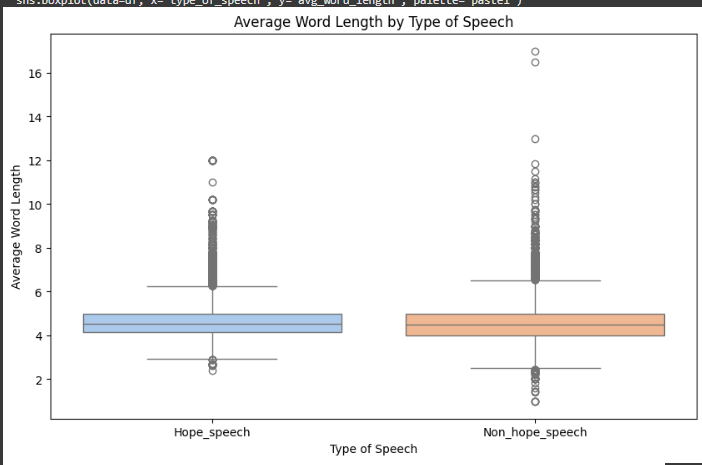 sns.boxplot(data=df, x='type_of_speech', y='avg_word_length', palette='pastel')
Average Word Length by Type of Speech
Average Word Length
16
14
12
10
8
6
4
2
Hope_speech
Non_hope_speech
Type of Speech